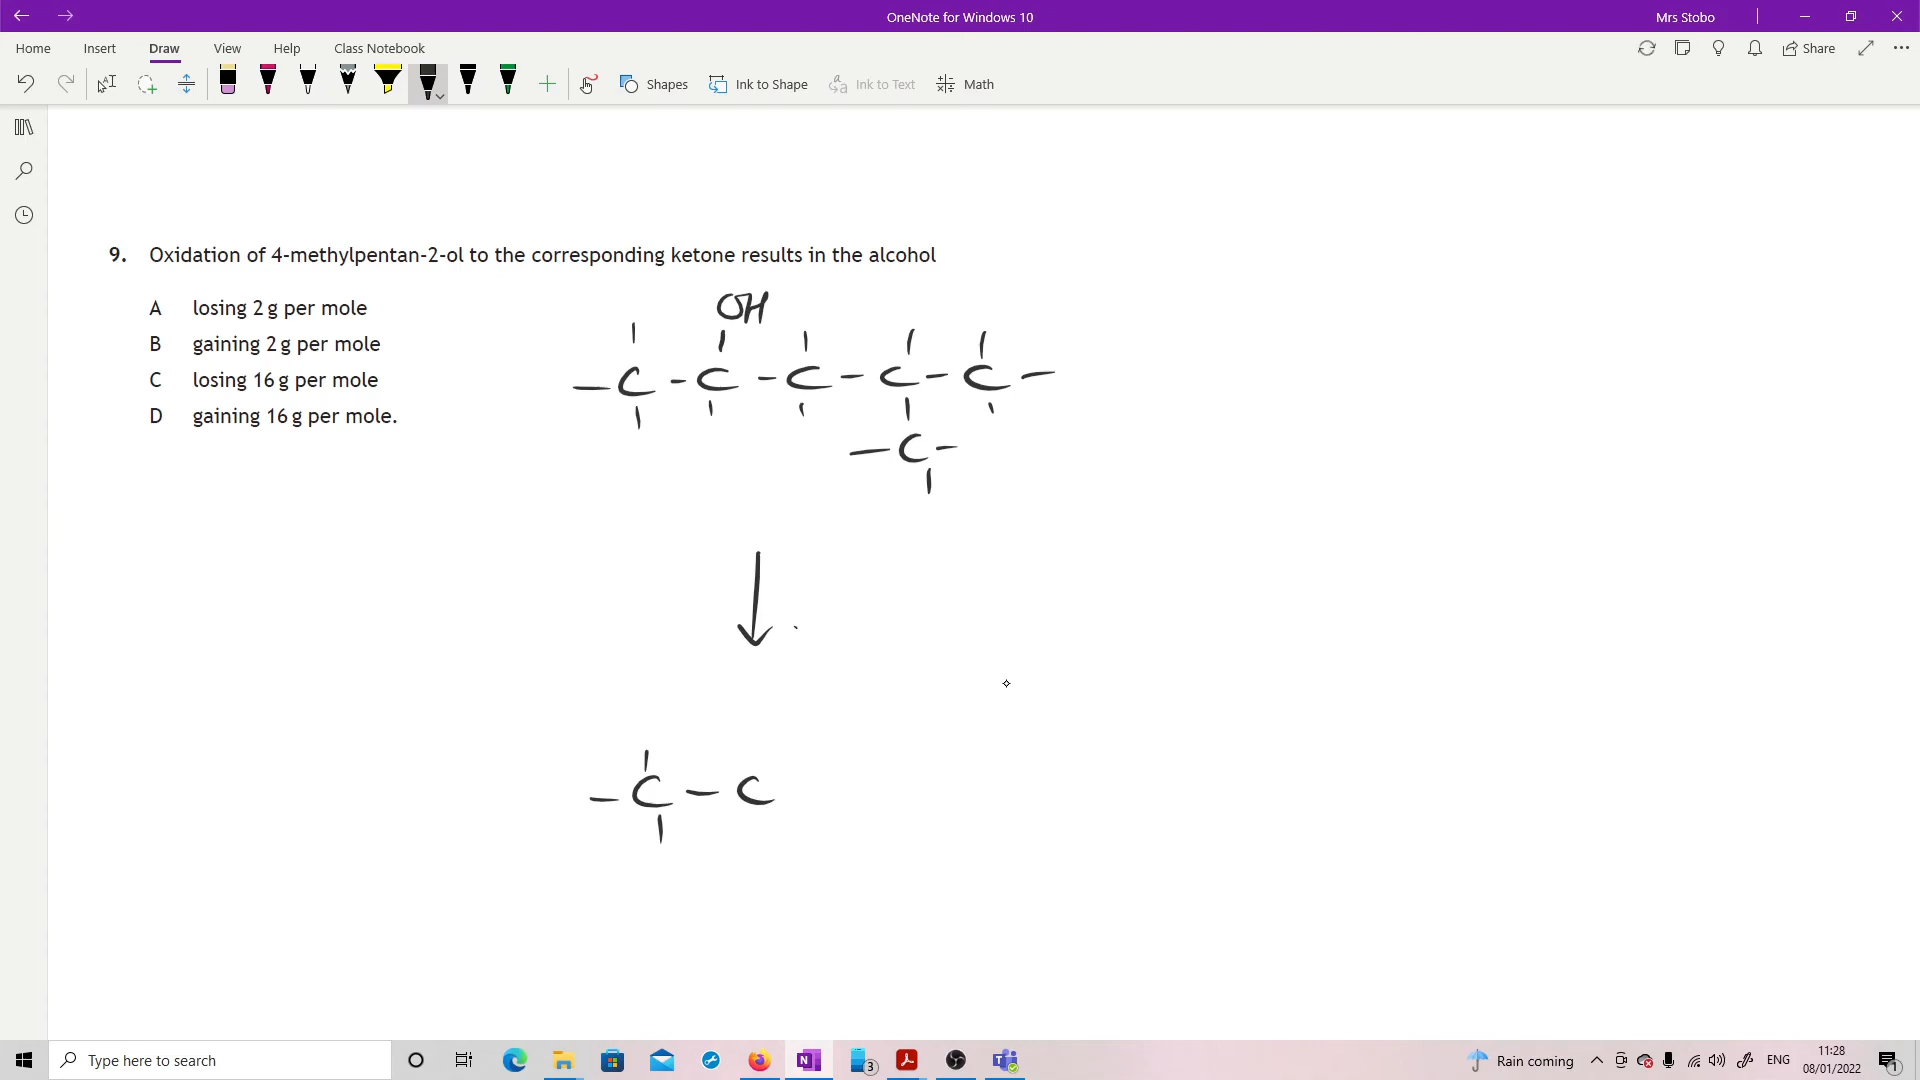 OneNote for Windows 10
Mrs Stobo
Home Insert Draw View Help Class Notebook
Share
Shapes Ink to Shape Ink to Text Math
9. Oxidation of 4-methylpentan-2-ol to the corresponding ketone results in the alcohol
A losing 2 g per mole
B gaining 2 g per mole
C losing 16 g per mole
D gaining 16 g per mole.
OH
C - C - C - C - C
C
C - C
Type here to search
3
Rain coming
ENG
11:28
08/01/2022
1